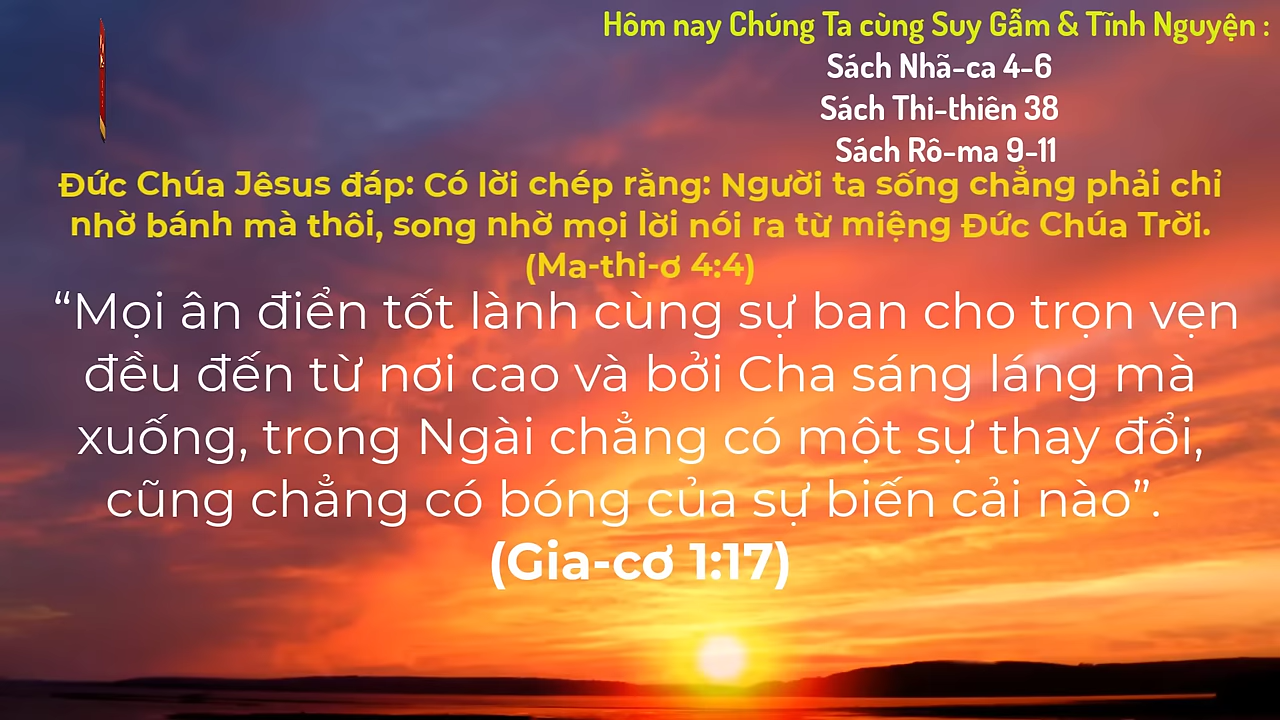 Hôm nay Chúng Ta cùng Suy Gẫm & Tĩnh Nguyện :
Sách Nhã-ca 4-6
Sách Thi-thiên 38
Sách Rô-ma 9-11
Đức Chúa Jêsus đáp: Có lời chép rằng: Người ta sống chẳng phải chỉ
nhờ bánh mà thôi, song nhờ mọi lời nói ra từ miệng Đức Chúa Trời.
(Ma-thi-ơ 4:4)
“Mọi ân điển tốt lành cùng sự ban cho trọn vẹn
đều đến từ nơi cao và bởi Cha sáng láng mà
xuống, trong Ngài chẳng có một sự thay đổi,
cũng chẳng có bóng của sự biến cải nào”.
(Gia-cơ 1:17)